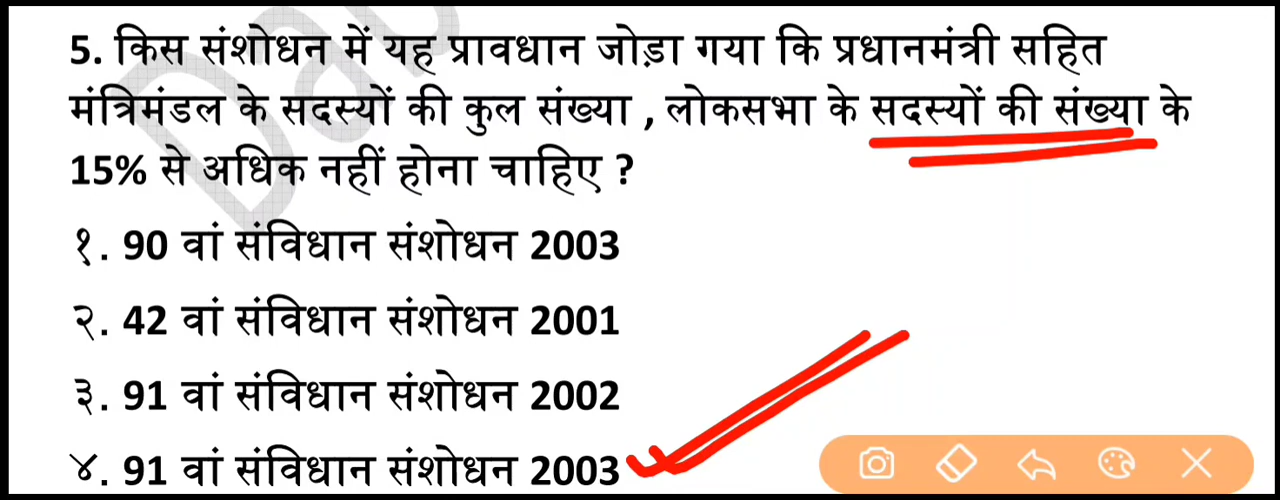 5. किस संशोधन में यह प्रावधान जोड़ा गया कि प्रधानमंत्री सहित
मंत्रिमंडल के सदस्यों की कुल संख्या , लोकसभा के सदस्यों की संख्या के
15% से अधिक नहीं होना चाहिए ?
१. 90 वां संविधान संशोधन 2003
२. 42 वां संविधान संशोधन 2001
३. 91 वां संविधान संशोधन 2002
४. 91 वां संविधान संशोधन 2003